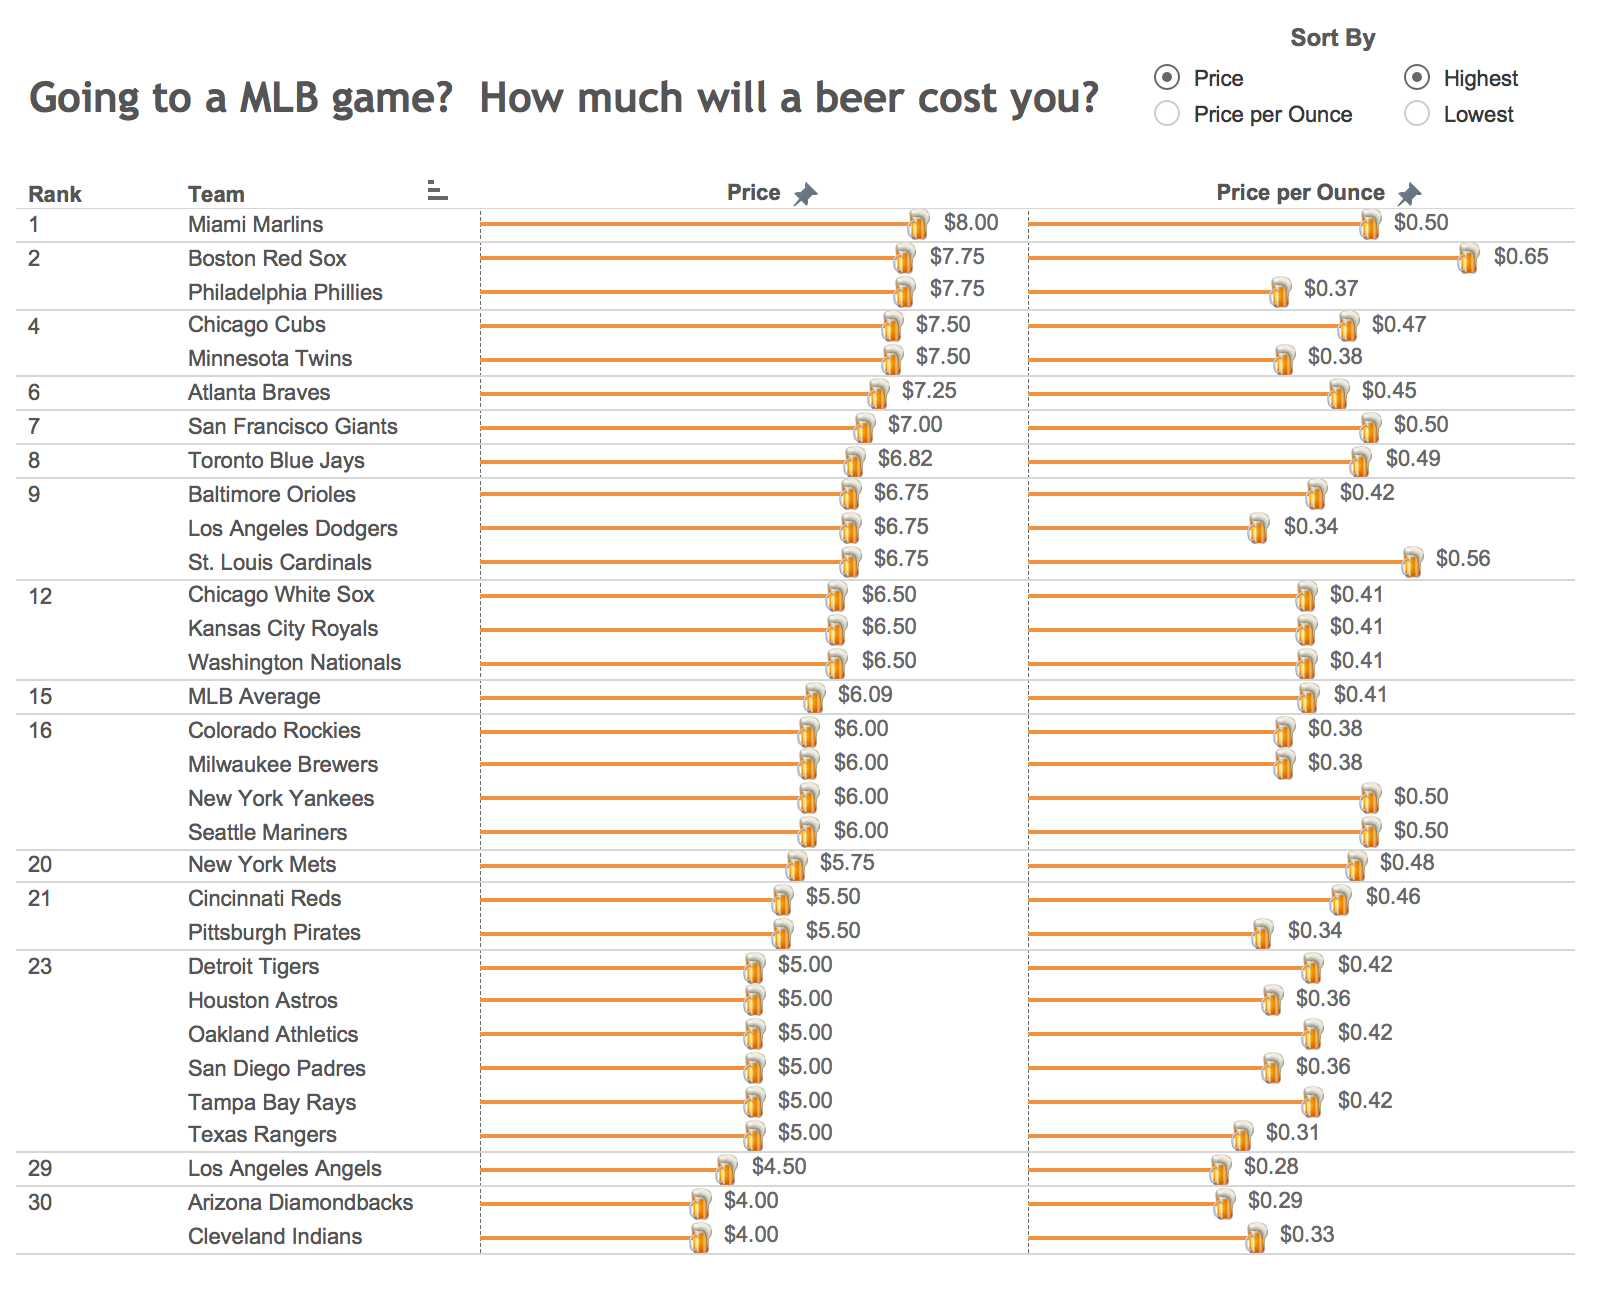 Sort By
Going to a MLB game?  How much will a beer cost you?
Price Highest
Price per Ounce Lowest
Rank Team Price Price per Ounce
1 Miami Marlins $8.00 $0.50
2 Boston Red Sox $7.75 $0.65
Philadelphia Phillies $7.75 $0.37
4 Chicago Cubs $7.50 $0.47
Minnesota Twins $7.50 $0.38
6 Atlanta Braves $7.25 $0.45
7 San Francisco Giants $7.00 $0.50
8 Toronto Blue Jays $6.82 $0.49
9 Baltimore Orioles $6.75 $0.42
Los Angeles Dodgers $6.75 $0.34
St. Louis Cardinals $6.75 $0.56
12 Chicago White Sox $6.50 $0.41
Kansas City Royals $6.50 $0.41
Washington Nationals $6.50 $0.41
15 MLB Average $6.09 $0.41
16 Colorado Rockies $6.00 $0.38
Milwaukee Brewers $6.00 $0.38
New York Yankees $6.00 $0.50
Seattle Mariners $6.00 $0.50
20 New York Mets $5.75 $0.48
21 Cincinnati Reds $5.50 $0.46
Pittsburgh Pirates $5.50 $0.34
23 Detroit Tigers $5.00 $0.42
Houston Astros $5.00 $0.36
Oakland Athletics $5.00 $0.42
San Diego Padres $5.00 $0.36
Tampa Bay Rays $5.00 $0.42
Texas Rangers $5.00 $0.31
29 Los Angeles Angels $4.50 $0.28
30 Arizona Diamondbacks $4.00 $0.29
Cleveland Indians $4.00 $0.33